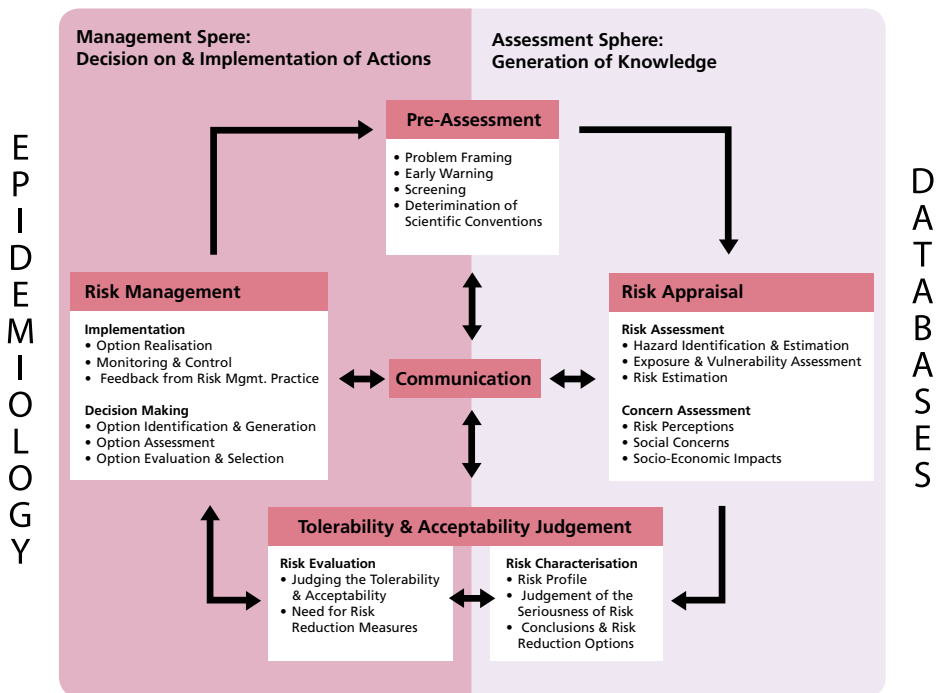 Management Spere:
Decision on & Implementation of Actions
Assessment Sphere:
Generation of Knowledge
EPIDEMIOLOGY
DATABASES
Pre-Assessment
• Problem Framing
• Early Warning
• Screening
• Detrimination of
Scientific Conventions
Risk Management
Implementation
• Option Realisation
• Monitoring & Control
• Feedback from Risk Mgmt. Practice
Decision Making
• Option Identification & Generation
• Option Assessment
• Option Evaluation & Selection
Communication
Risk Appraisal
Risk Assessment
• Hazard Identification & Estimation
• Exposure & Vulnerability Assessment
• Risk Estimation
Concern Assessment
• Risk Perceptions
• Social Concerns
• Socio-Economic Impacts
Tolerability & Acceptability Judgement
Risk Evaluation
• Judging the Tolerability
& Acceptability
• Need for Risk
Reduction Measures
Risk Characterisation
• Risk Profile
• Judgement of the
Seriousness of Risk
• Conclusions & Risk
Reduction Options